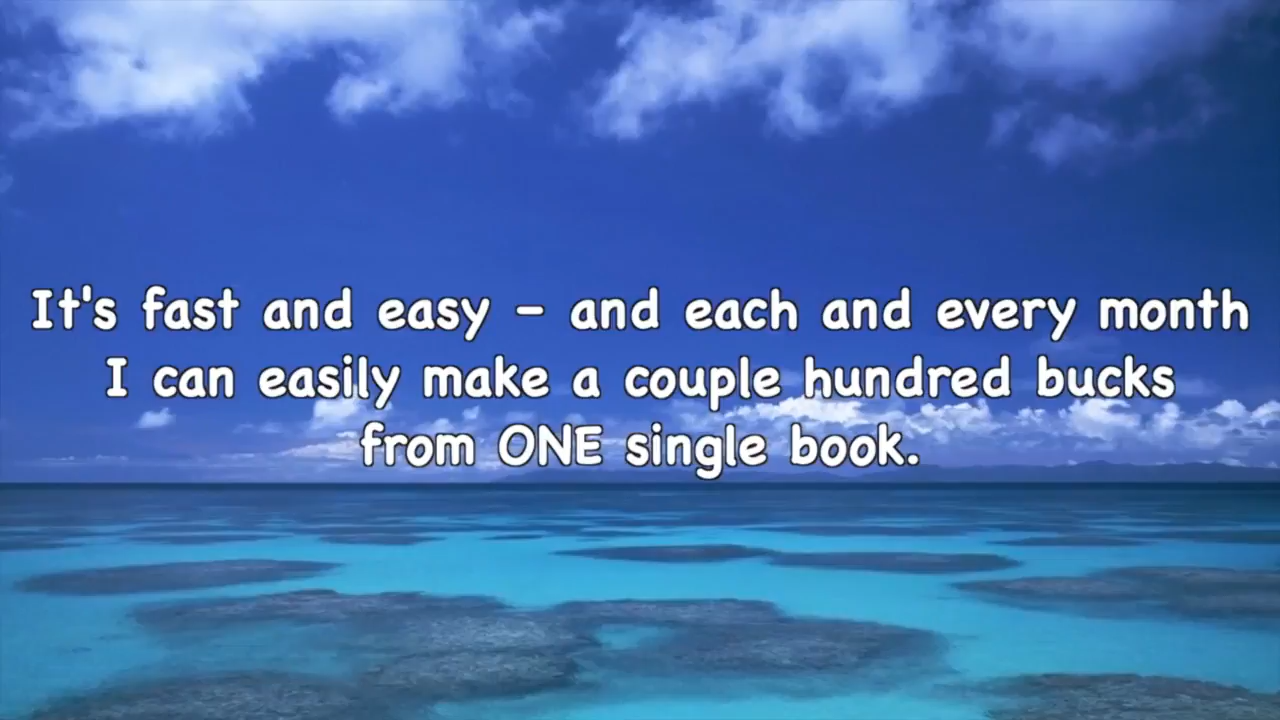 It's fast and easy – and each and every month
I can easily make a couple hundred bucks
from ONE single book.